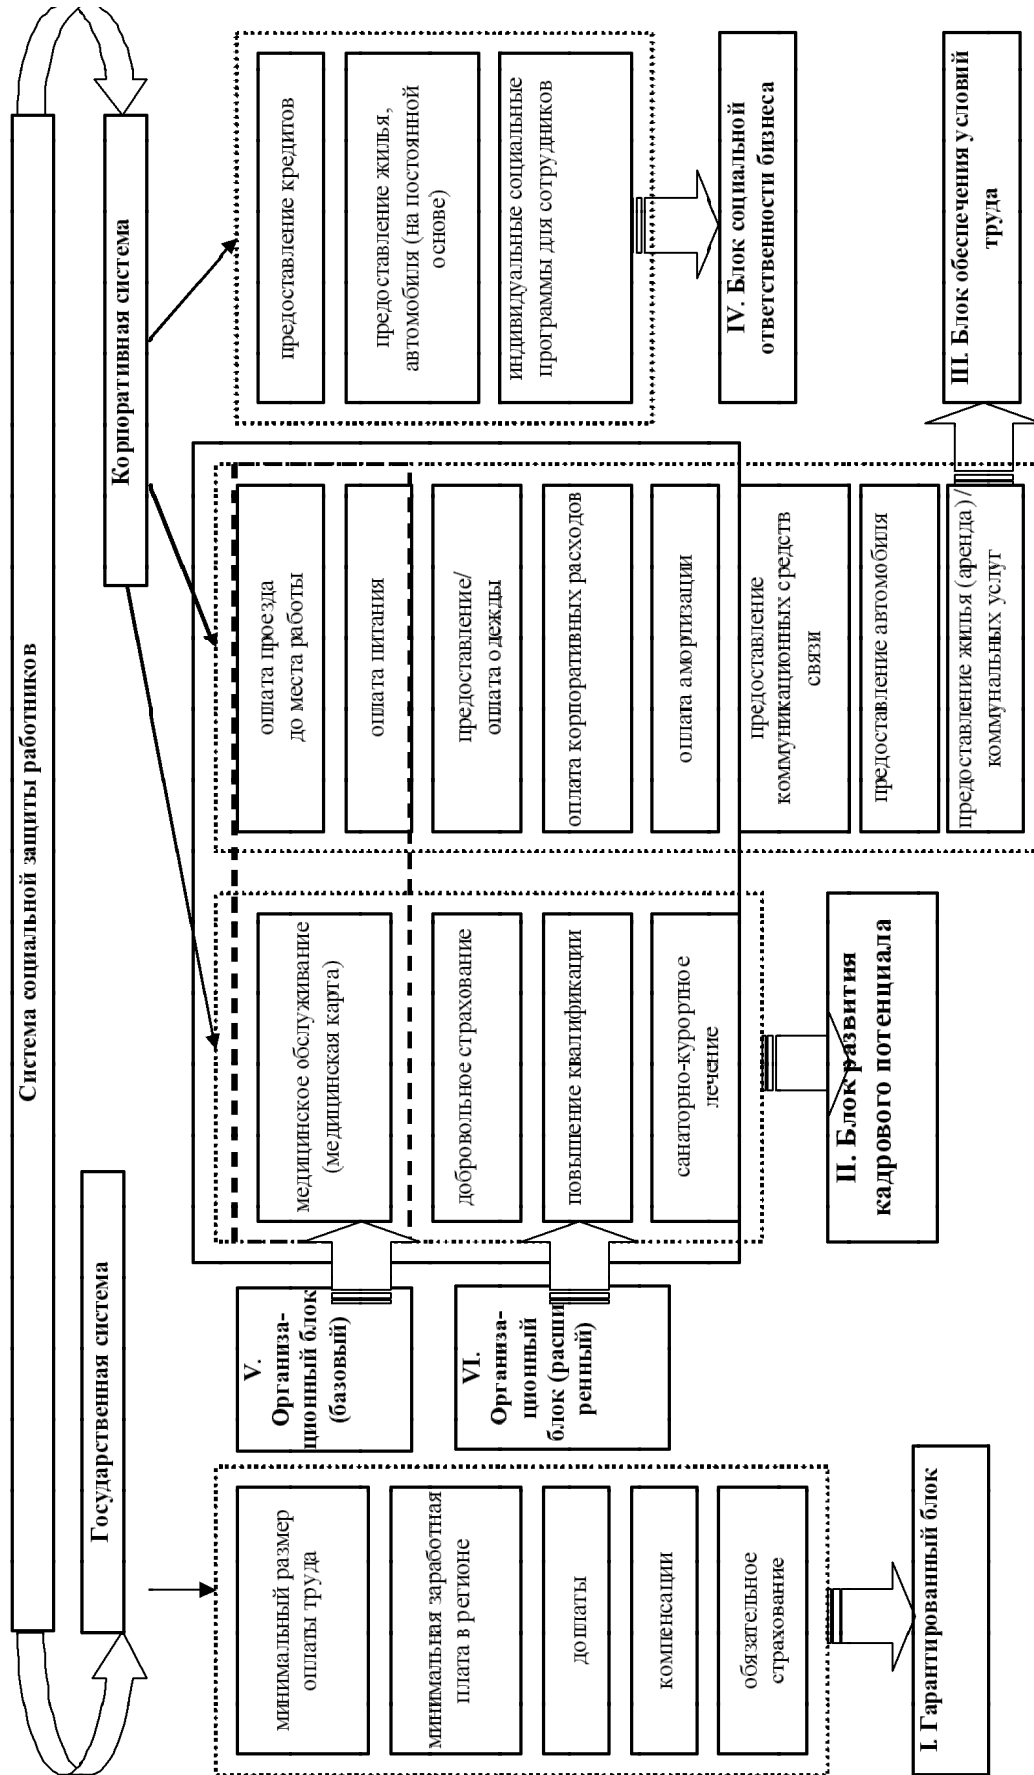 Система социальной защиты работников
Государственная система
Корпоративная система
минимальный размер
оплаты труда
минимальная заработная
плата в регионе
доплаты
компенсации
обязательное
страхование
I. Гарантированный блок
V.
Организа-
ционный блок
(базовый)
VI.
Организа-
ционный
блок (расши
ренный)
медицинское обслуживание
(медицинская карта)
добровольное страхование
повышение квалификации
санаторно-курортное
лечение
II. Блок развития
кадрового потенциала
оплата проезда
до места работы
оплата питания
предоставление/
оплата одежды
оплата корпоративных расходов
оплата амортизации
предоставление
коммуникационных средств
связи
предоставление автомобиля
предоставление жилья (аренда)/
коммунальных услуг
III. Блок обеспечения условий
труда
предоставление кредитов
предоставление жилья,
автомобиля (на постоянной
основе)
индивидуальные социальные
программы для сотрудников
IV. Блок социальной
ответственности бизнеса